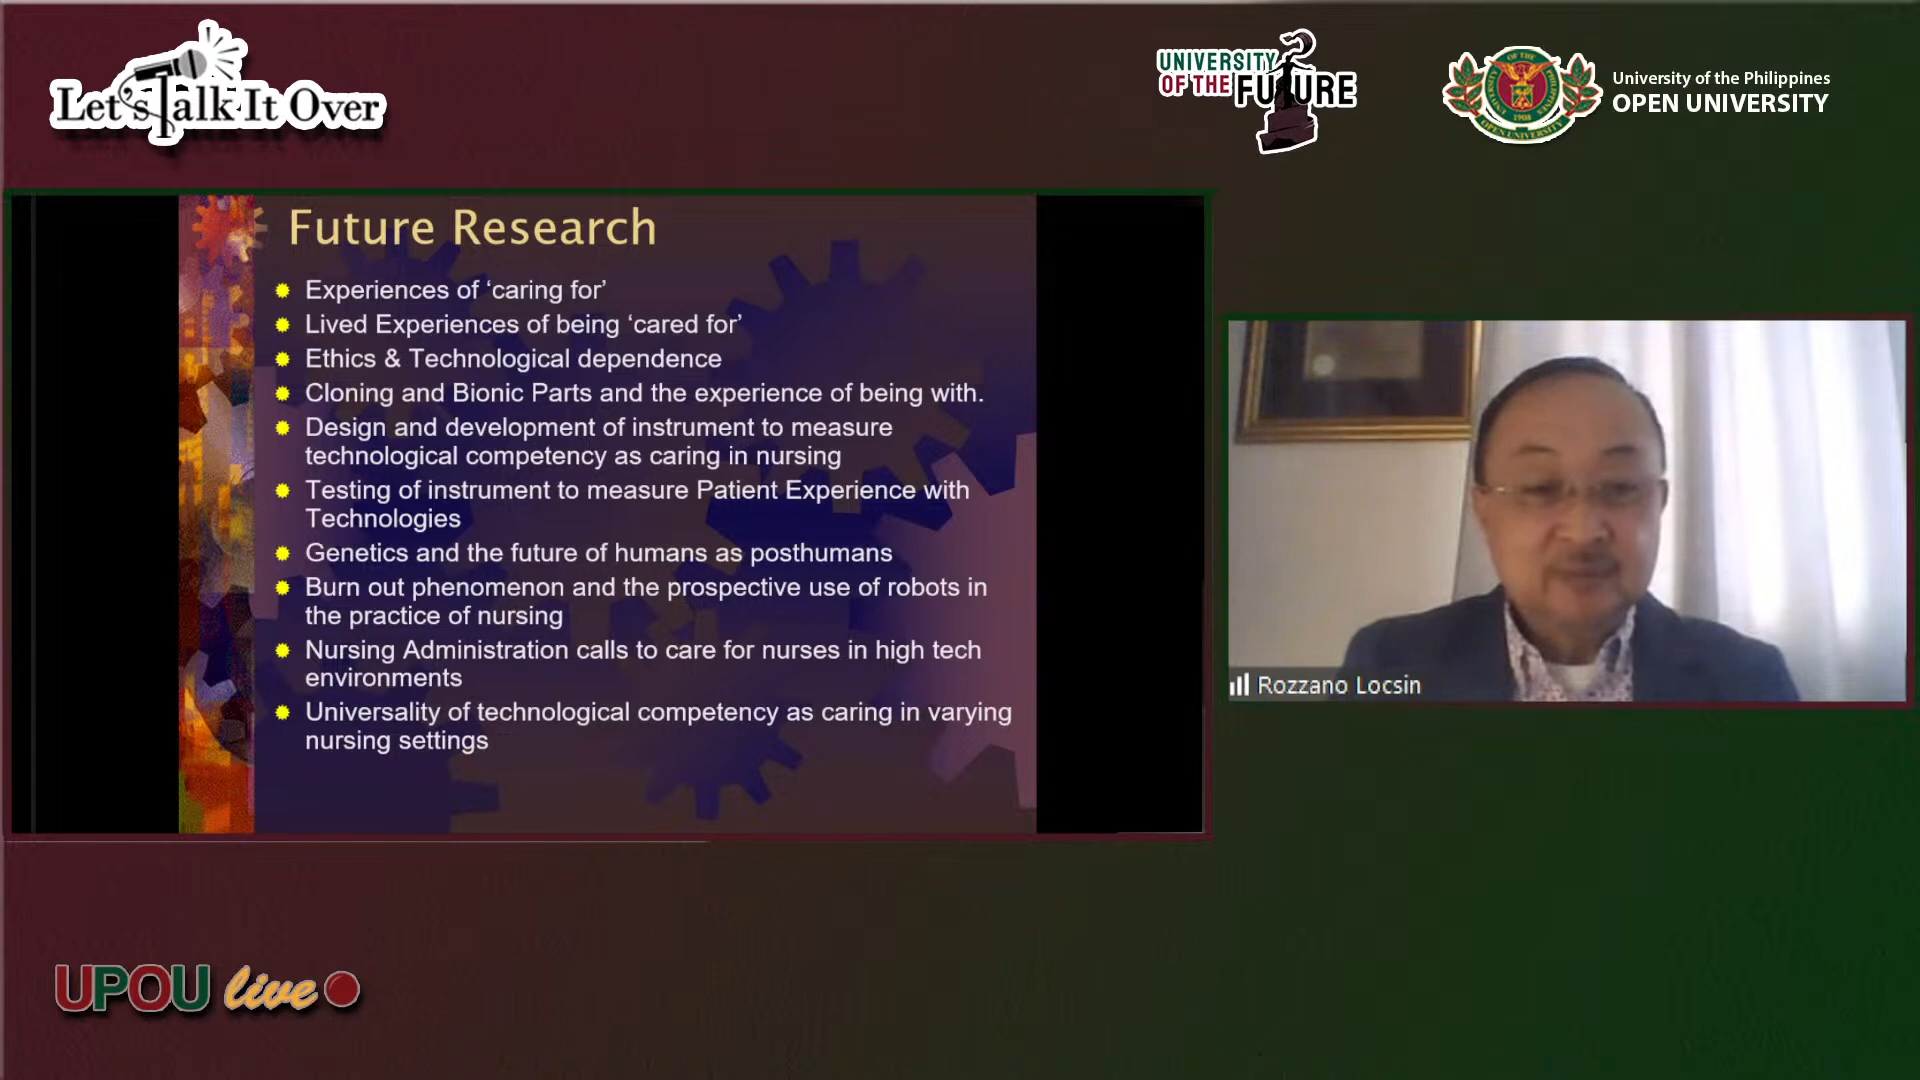 Let's Talk It Over
UNIVERSITY
OF THE FUTURE
OF THE
1908
OPEN UNIVERSITY
University of the Philippines
OPEN UNIVERSITY
Future Research
Experiences of ‘caring for’
Lived Experiences of being ‘cared for’
Ethics & Technological dependence
Cloning and Bionic Parts and the experience of being with.
Design and development of instrument to measure
technological competency as caring in nursing
Testing of instrument to measure Patient Experience with
Technologies
Genetics and the future of humans as posthumans
Burn out phenomenon and the prospective use of robots in
the practice of nursing
Nursing Administration calls to care for nurses in high tech
environments
Universality of technological competency as caring in varying
nursing settings
Rozzano Locsin
UPOU live